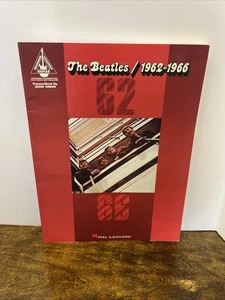 The Beatles / 1962-1966
62
66
HAL•LEONARD